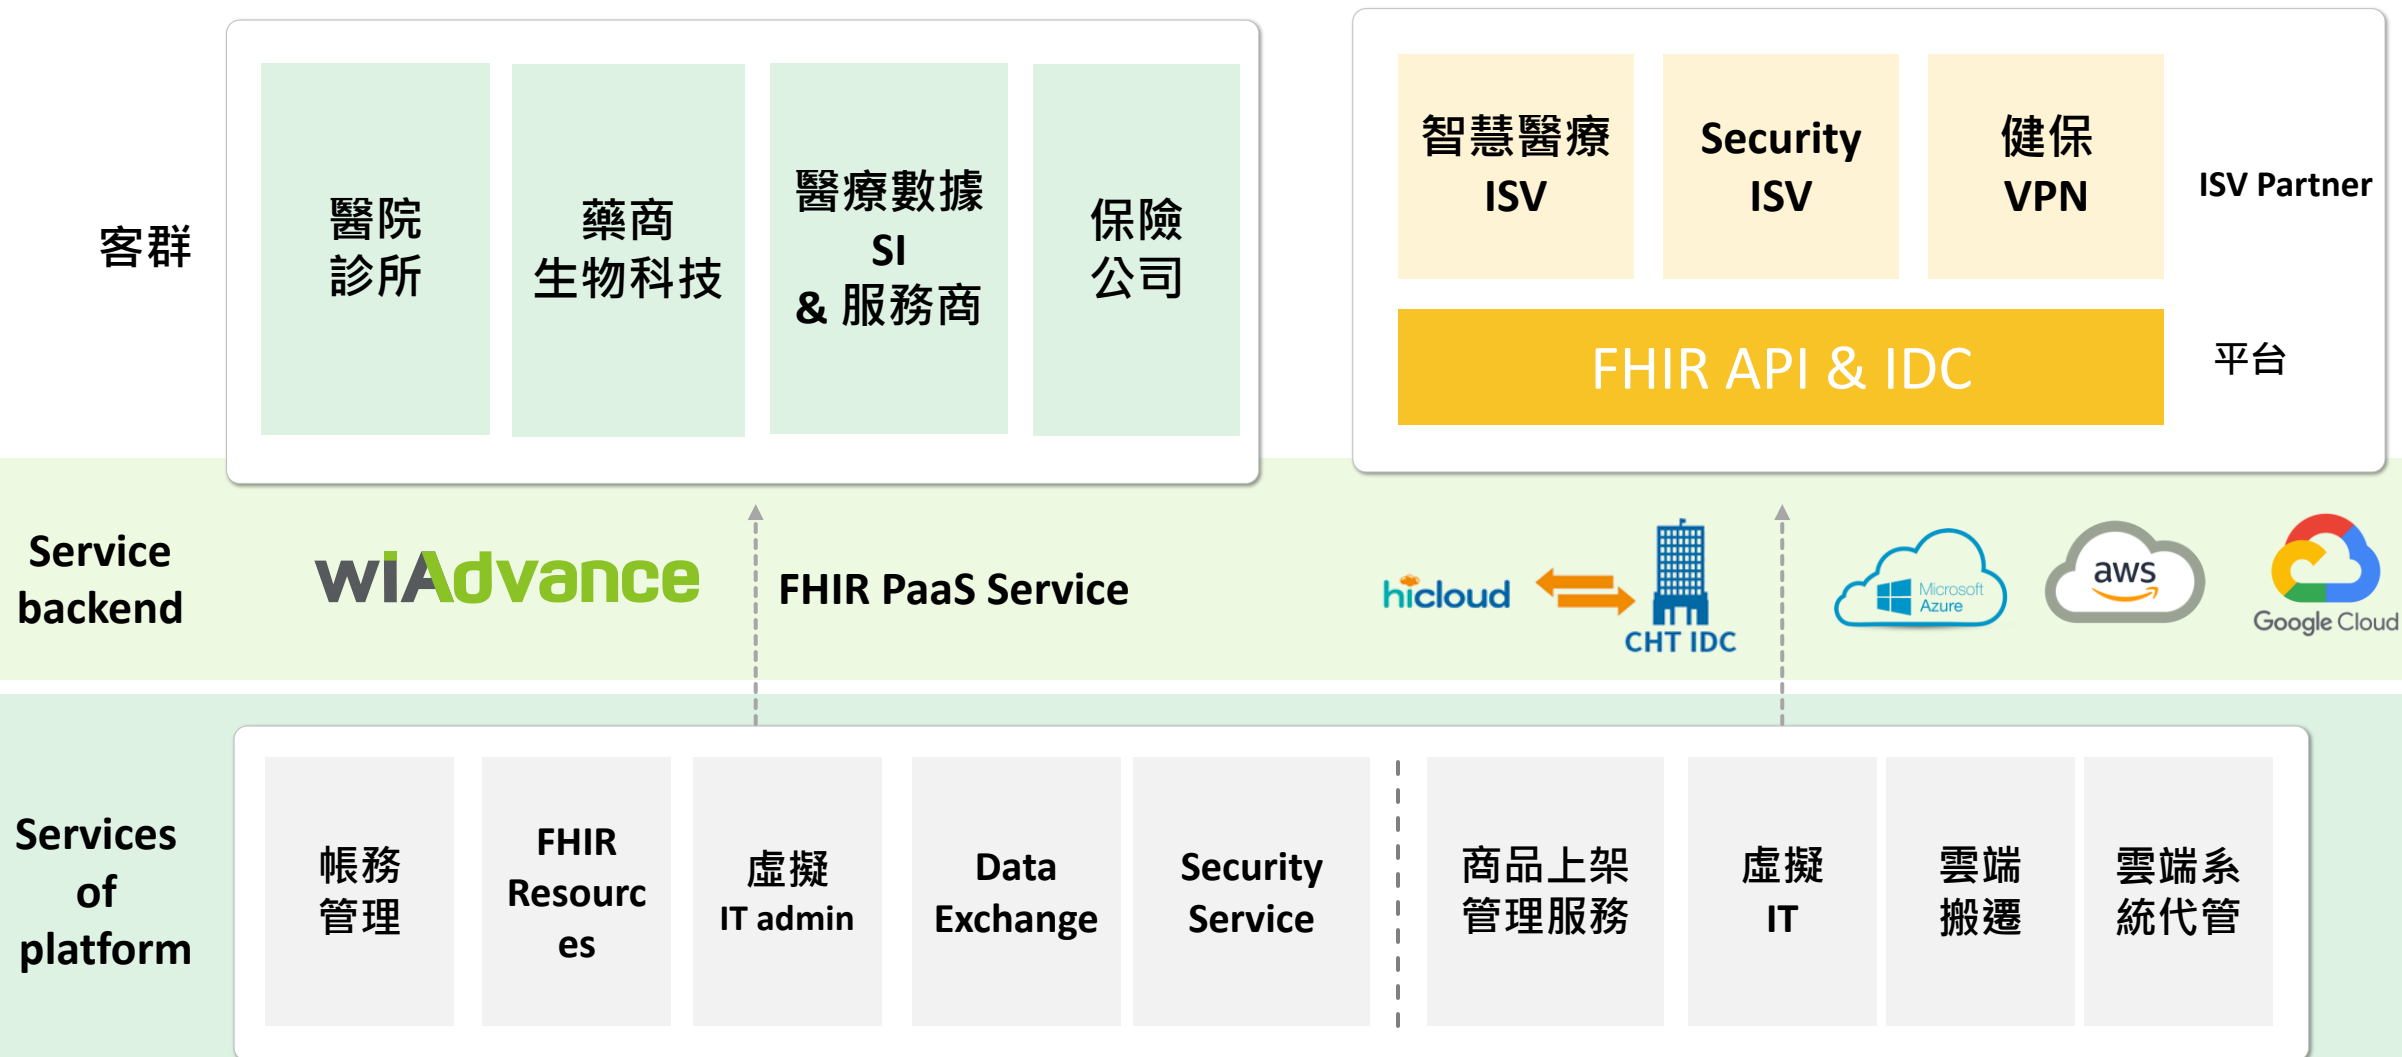 客群
醫院
診所
藥商
生物科技
醫療數據
SI
& 服務商
保險
公司
智慧醫療
ISV
Security
ISV
健保
VPN
ISV Partner
FHIR API & IDC
平台
Service
backend
wiAdvance
FHIR PaaS Service
hicloud
CHT IDC
Microsoft
Azure
aws
Google Cloud
Services
of
platform
帳務
管理
FHIR
Resourc
es
虛擬
IT admin
Data
Exchange
Security
Service
商品上架
管理服務
虛擬
IT
雲端
搬遷
雲端系
統代管